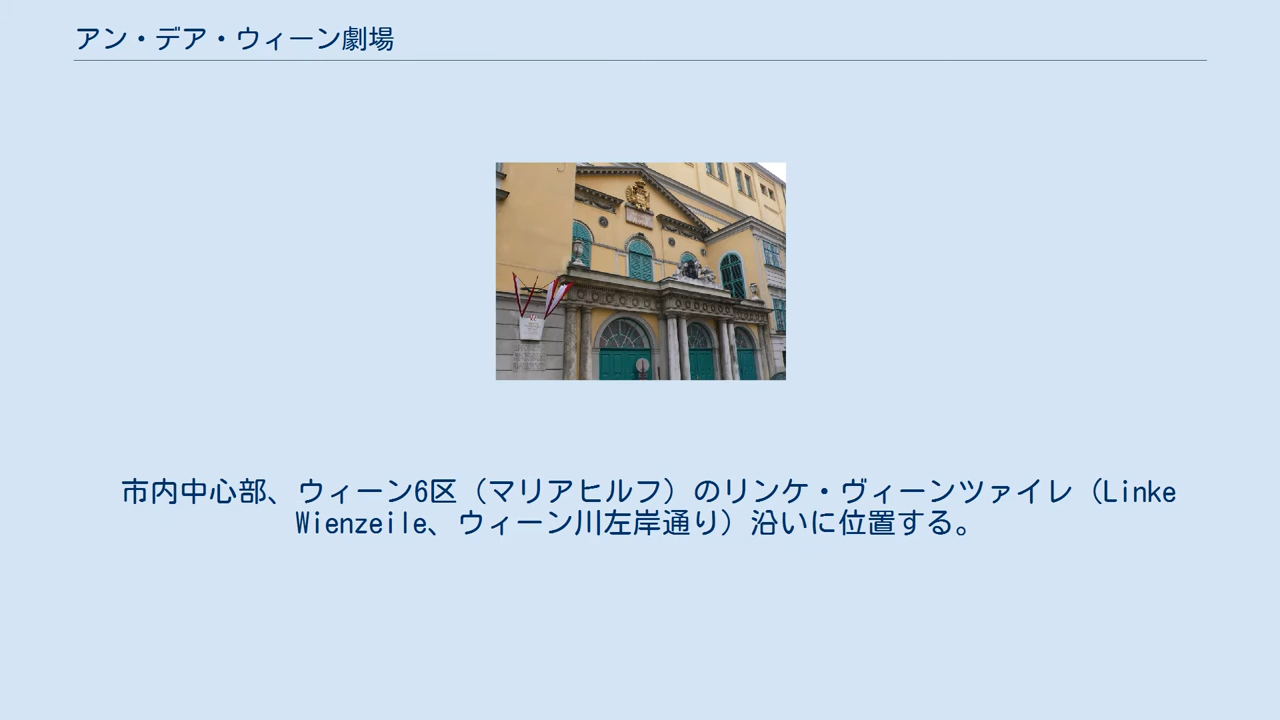 アン・デア・ウィーン劇場
市内中心部、ウィーン6区（マリアヒルフ）のリンケ・ヴィーンツァイレ（Linke
Wienzeile、ウィーン川左岸通り）沿いに位置する。